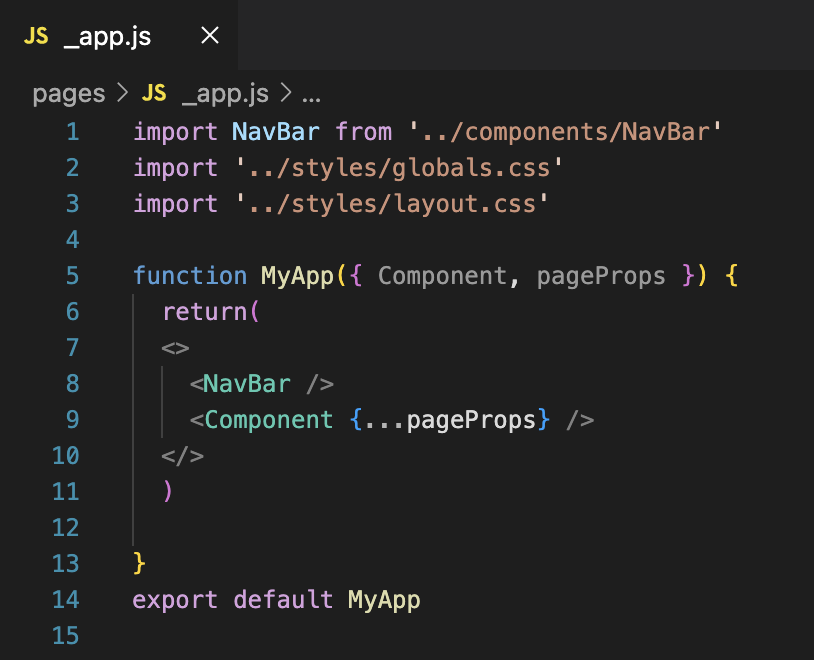 JS _app.js ×
pages > JS _app.js > ...
1 import NavBar from '../components/NavBar'
2 import '../styles/globals.css'
3 import '../styles/layout.css'
4
5 function MyApp({ Component, pageProps }) {
6   return(
7   <>
8     <NavBar />
9     <Component {...pageProps} />
10   </>
11   )
12
13 }
14 export default MyApp
15